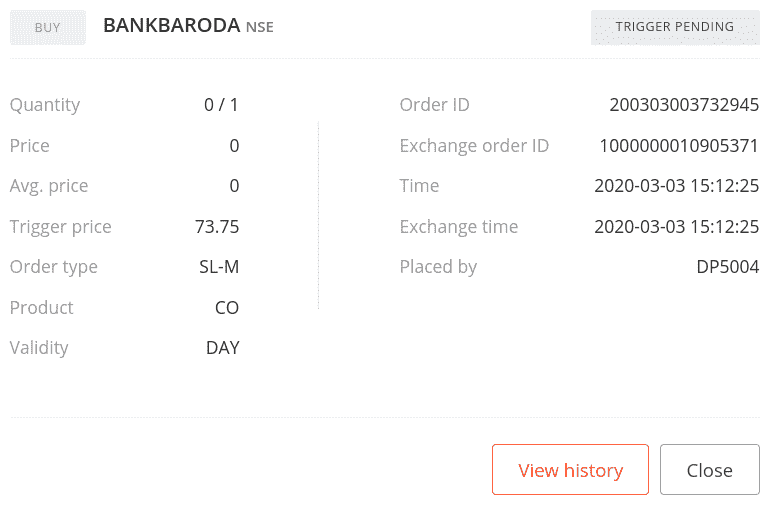 BUY BANKBARODA NSE TRIGGER PENDING
Quantity 0 / 1 Order ID 200303003732945
Price 0 Exchange order ID 1000000010905371
Avg. price 0 Time 2020-03-03 15:12:25
Trigger price 73.75 Exchange time 2020-03-03 15:12:25
Order type SL-M Placed by DP5004
Product CO
Validity DAY
View history Close